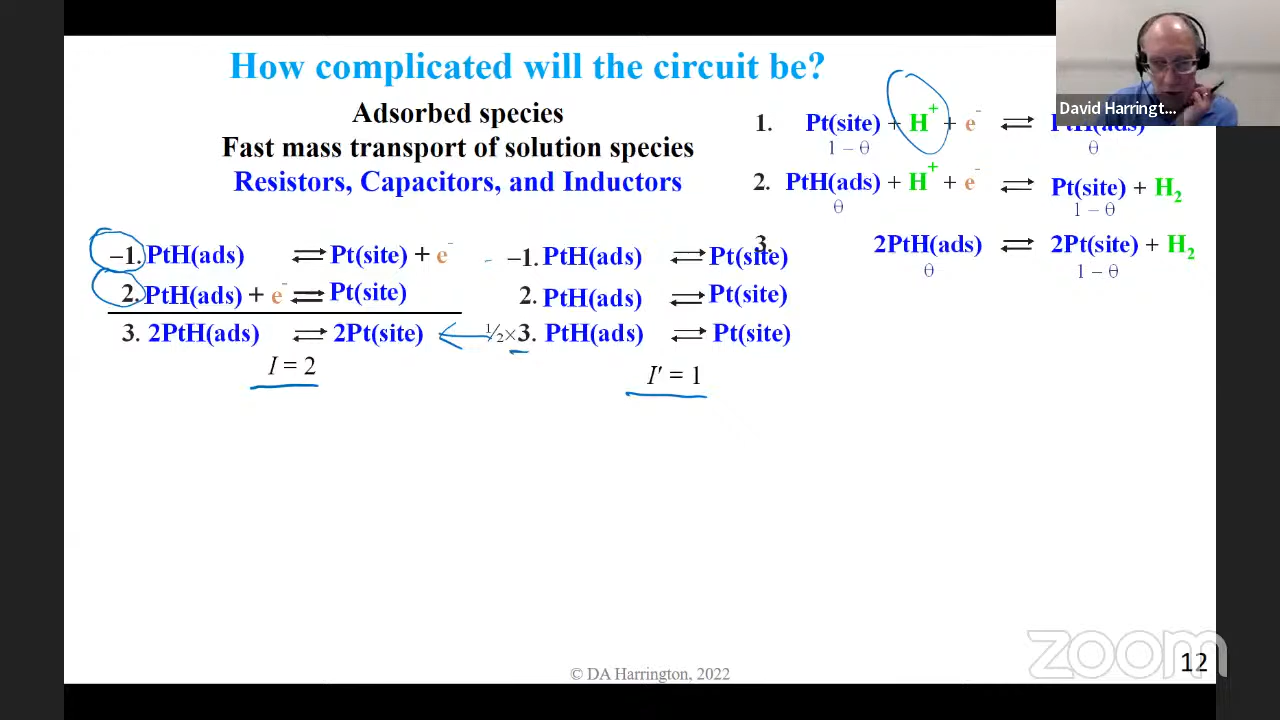 How complicated will the circuit be?
Adsorbed species
Fast mass transport of solution species
Resistors, Capacitors, and Inductors
David Harringt...
1. Pt(site) + H⁺ + e⁻ ⇌ PtH(ads)
1 – θ θ
2. PtH(ads) + H⁺ + e⁻ ⇌ Pt(site) + H₂
θ 1 – θ
3. 2PtH(ads) ⇌ 2Pt(site) + H₂
θ 1 – θ
–1. PtH(ads) ⇌ Pt(site) + e⁻
2. PtH(ads) + e⁻ ⇌ Pt(site)
3. 2PtH(ads) ⇌ 2Pt(site)
I = 2
–1. PtH(ads) ⇌ Pt(site)
2. PtH(ads) ⇌ Pt(site)
½×3. PtH(ads) ⇌ Pt(site)
I′ = 1
zoom
© DA Harrington, 2022
12